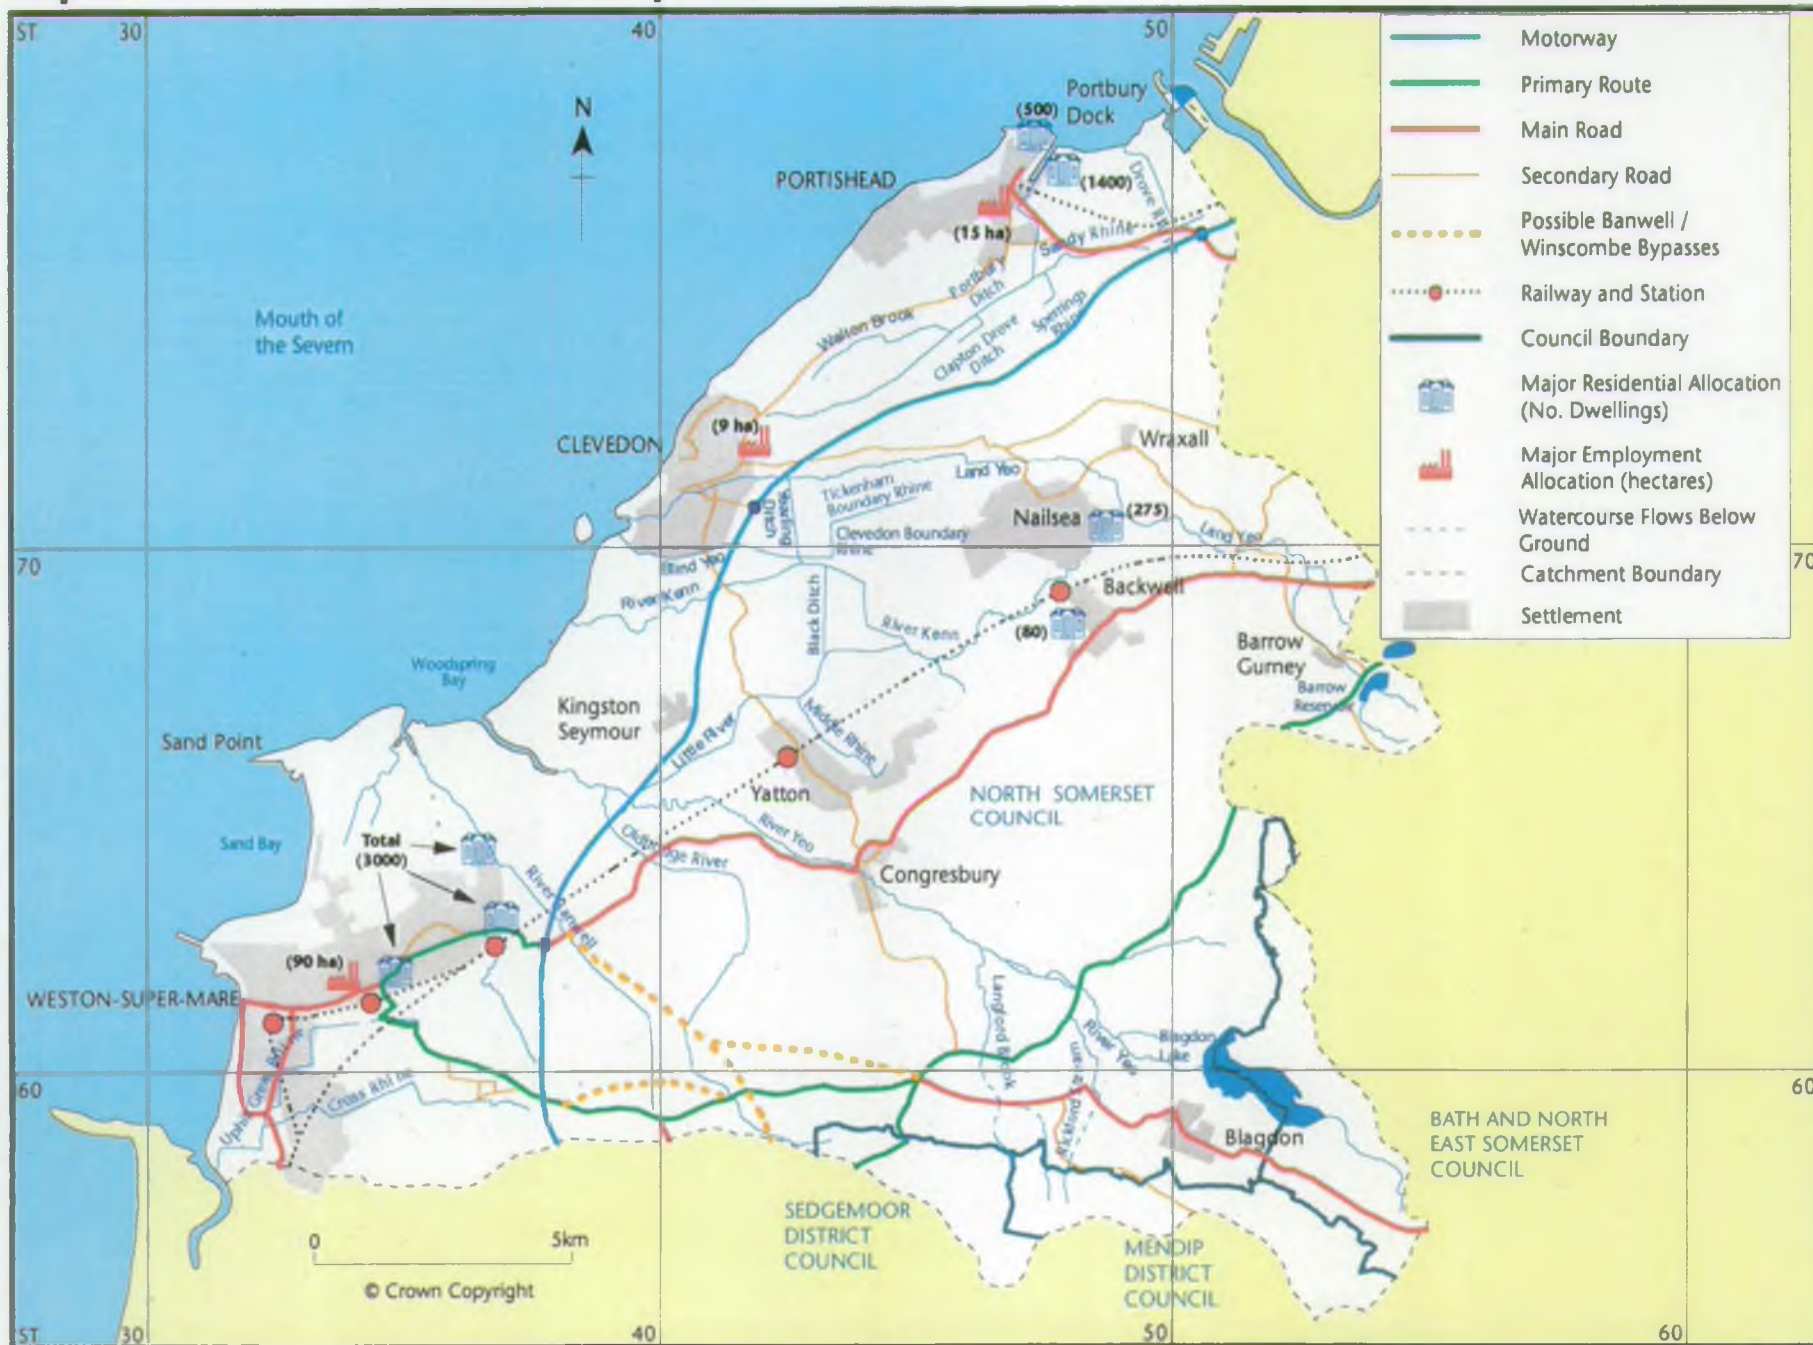 ST
30
40
50
Motorway
Primary Route
Main Road
Secondary Road
Possible Banwell /
Winscombe Bypasses
Railway and Station
Council Boundary
Major Residential Allocation
(No. Dwellings)
Major Employment
Allocation (hectares)
Watercourse Flows Below
Ground
Catchment Boundary
Settlement
N
Portbury
Dock
(500)
PORTISHEAD
(1400)
Drove
(15 ha)
Sandy Rhine
Portbury
Ditch
Mouth of
the Severn
Walton Brook
Clapton Drove
Ditch
Sperrings
Rhine
(9 ha)
CLEVEDON
Wraxall
Land Yeo
Tickenham
Boundary Rhine
Nailsea
(275)
Ditch
Clevedon Boundary
Rhine
Land Yeo
70
70
Blind Yeo
River Kenn
Black Ditch
River Kenn
Backwell
(80)
Barrow
Gurney
Barrow
Reservoir
Woodspring
Bay
Kingston
Seymour
Little River
Middle Rhine
Sand Point
Yatton
NORTH SOMERSET
COUNCIL
Sand Bay
Total
(3000)
Oldbridge River
River Yeo
Congresbury
River Banwell
(90 ha)
WESTON-SUPER-MARE
Langford Brook
River Yeo
Blagdon
Lake
60
60
Cross Rhine
Blagdon
BATH AND NORTH
EAST SOMERSET
COUNCIL
SEDGEMOOR
DISTRICT
COUNCIL
MENDIP
DISTRICT
COUNCIL
0
5km
© Crown Copyright
ST
30
40
50
60